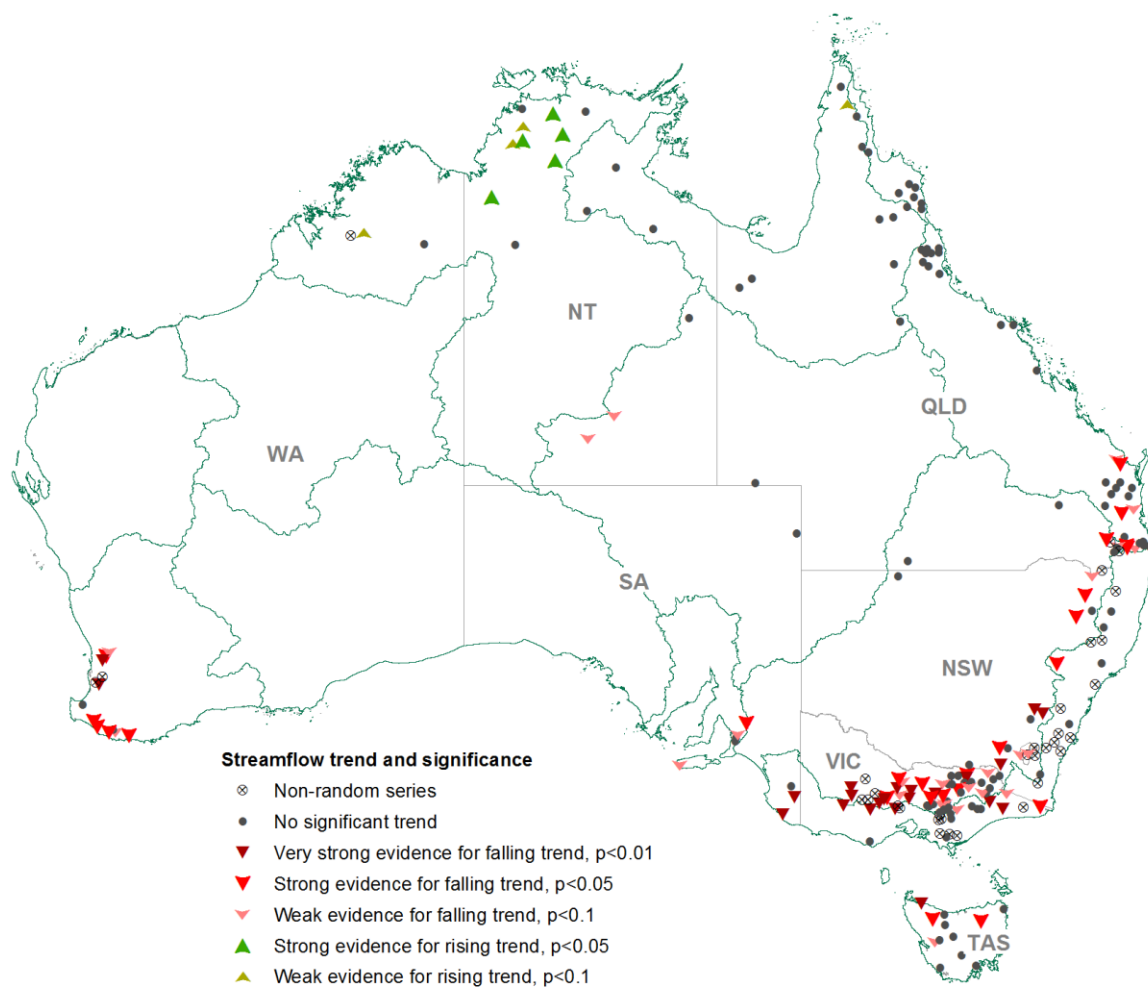 NT
QLD
WA
SA
NSW
VIC
TAS
Streamflow trend and significance
Non-random series
No significant trend
Very strong evidence for falling trend, p<0.01
Strong evidence for falling trend, p<0.05
Weak evidence for falling trend, p<0.1
Strong evidence for rising trend, p<0.05
Weak evidence for rising trend, p<0.1